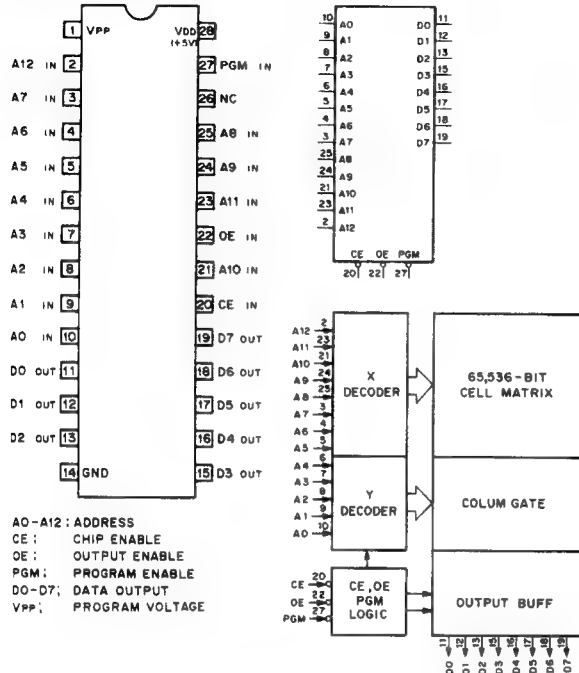 1 VPP VDD 28
(+5V)
A12 IN 2 27 PGM IN
A7 IN 3 26 NC
A6 IN 4 25 A8 IN
A5 IN 5 24 A9 IN
A4 IN 6 23 A11 IN
A3 IN 7 22 OE IN
A2 IN 8 21 A10 IN
A1 IN 9 20 CE IN
A0 IN 10 19 D7 OUT
D0 OUT 11 18 D6 OUT
D1 OUT 12 17 D5 OUT
D2 OUT 13 16 D4 OUT
14 GND 15 D3 OUT
A0-A12; ADDRESS
CE; CHIP ENABLE
OE; OUTPUT ENABLE
PGM; PROGRAM ENABLE
D0-D7; DATA OUTPUT
VPP; PROGRAM VOLTAGE
10 A0 D0 11
9 A1 D1 12
8 A2 D2 13
7 A3 D3 15
6 A4 D4 16
5 A5 D5 17
4 A6 D6 18
3 A7 D7 19
25 A8
24 A9
21 A10
23 A11
2 A12
CE OE PGM
20 22 27
A12 2
A11 23
A10 21
A9 24
A8 25
A7 3
A6 4
A5 5
X
DECODER
65,536-BIT
CELL MATRIX
A4 6
A3 7
A2 8
A1 9
A0 10
Y
DECODER
COLUM GATE
CE 20
OE 22
PGM 27
CE, OE
PGM
LOGIC
OUTPUT BUFF
11 12 13 15 16 17 18 19
D0 D1 D2 D3 D4 D5 D6 D7